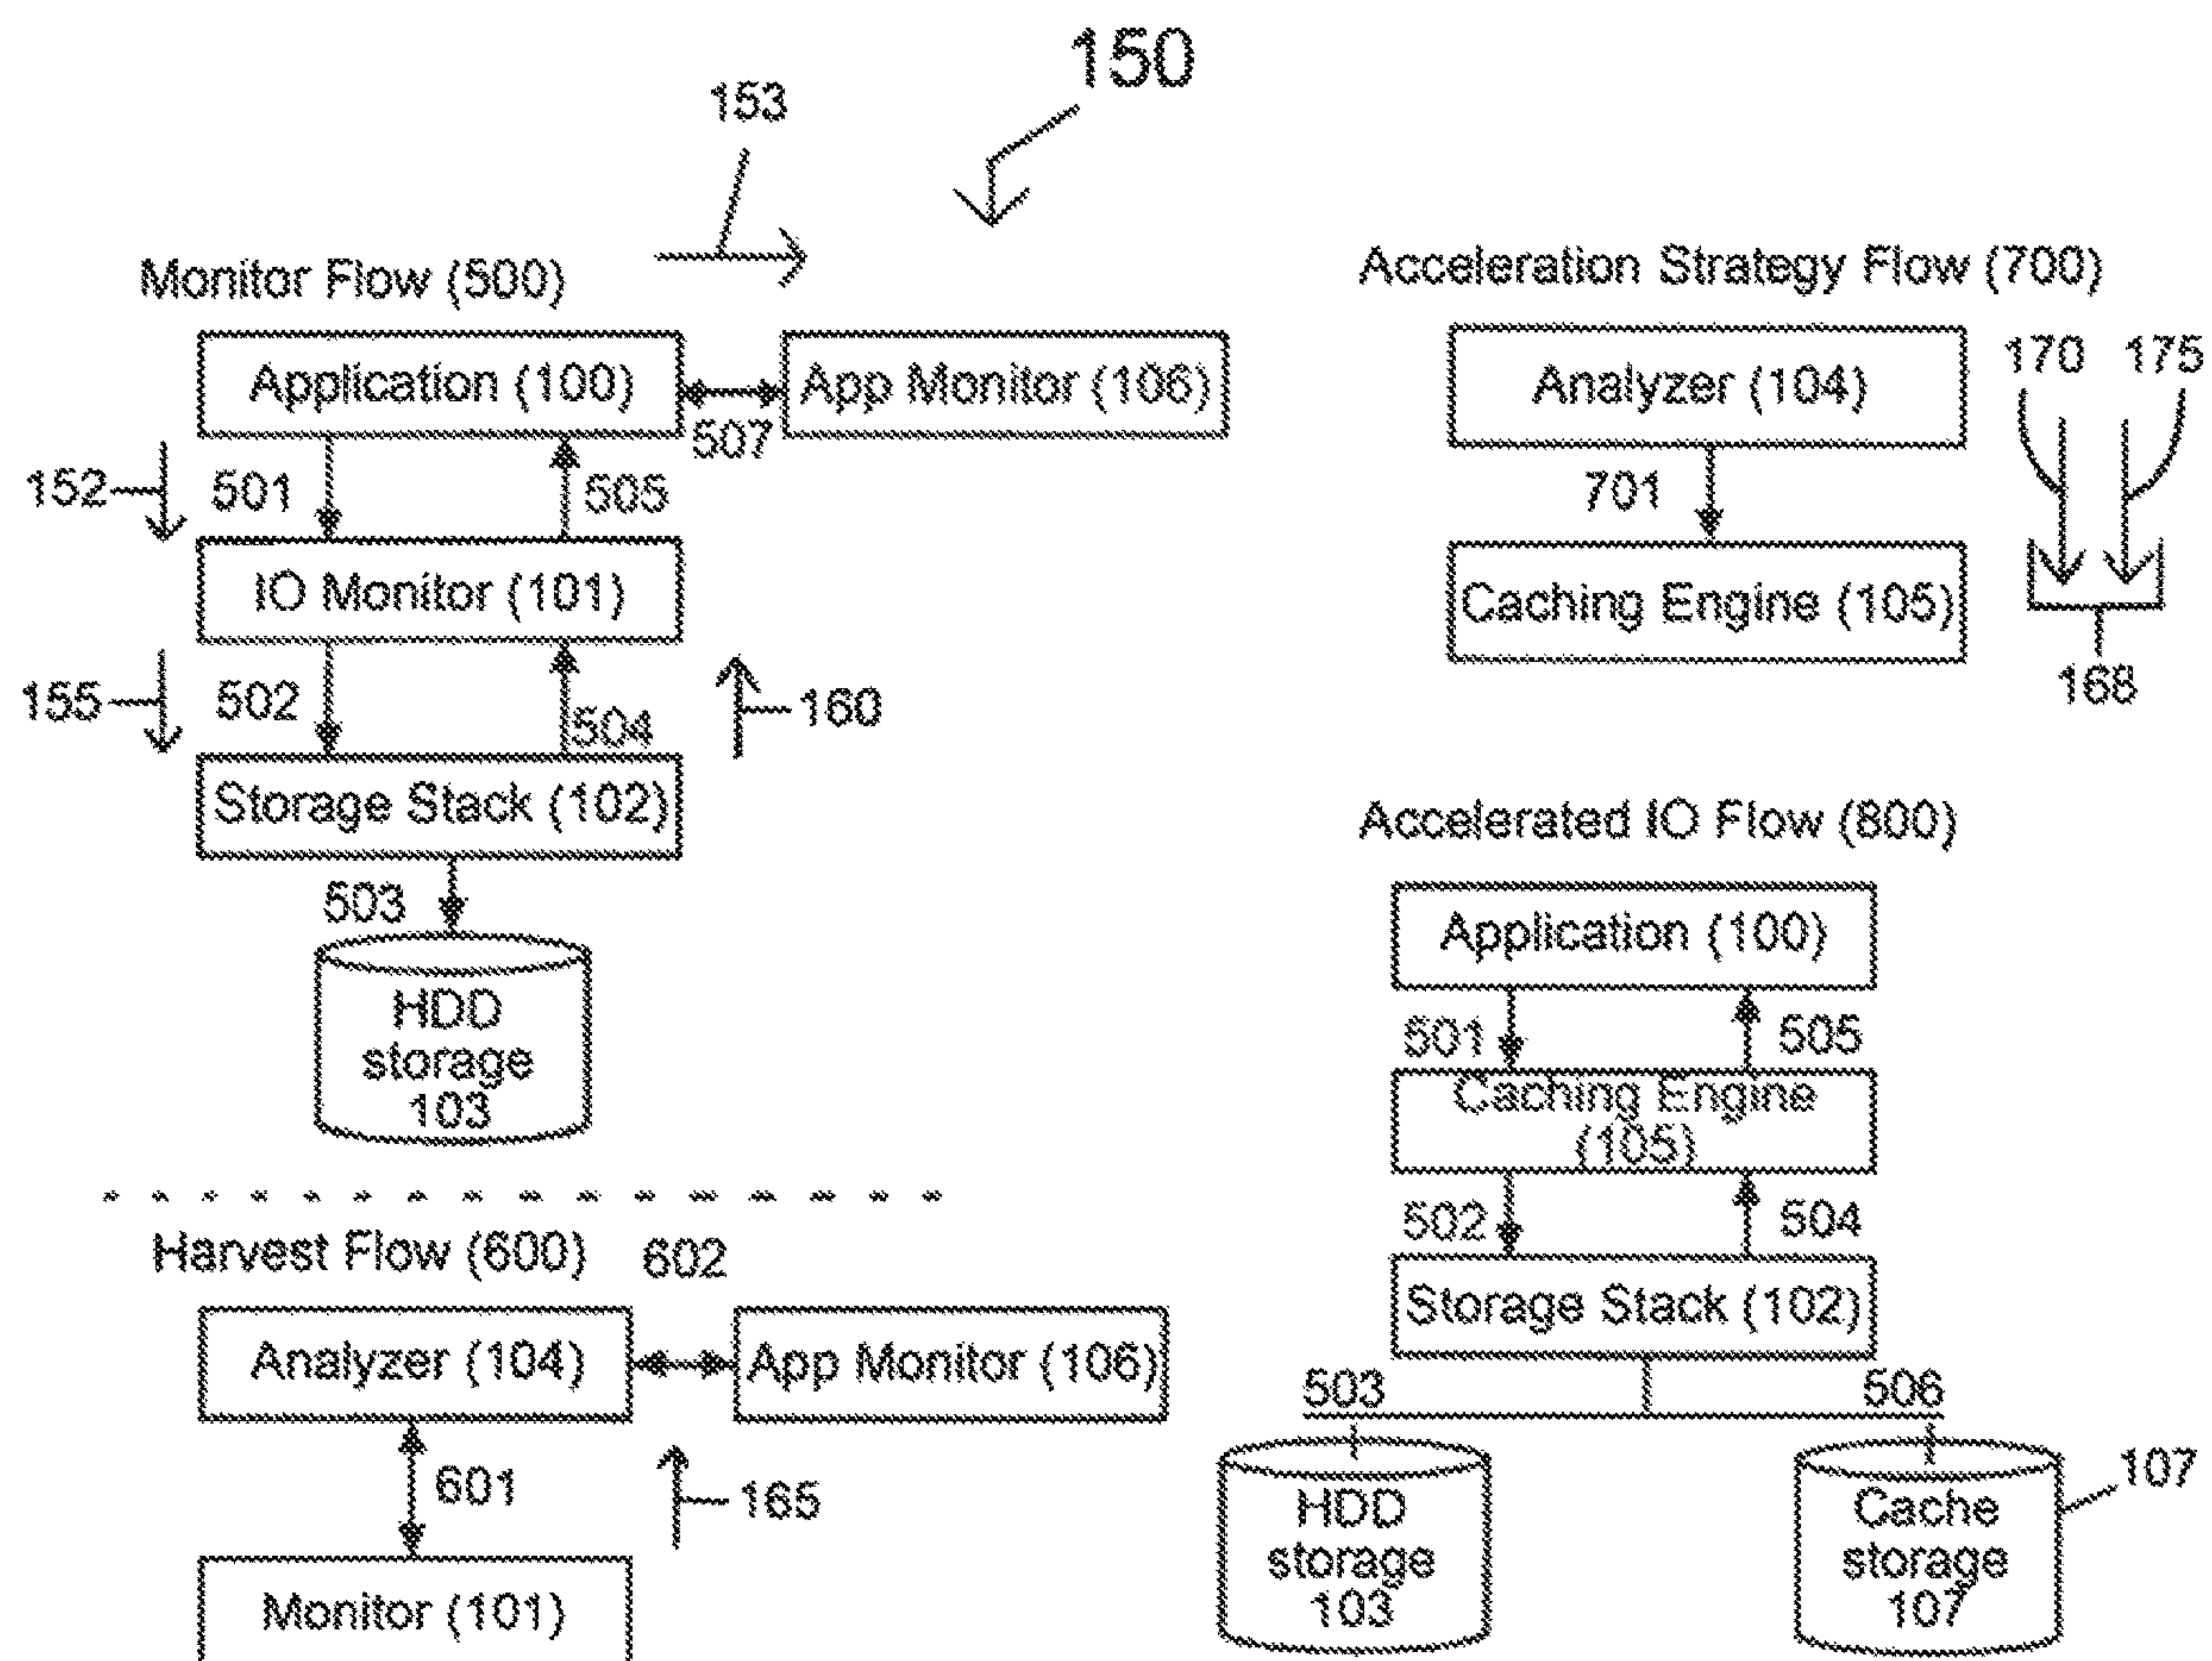 150
153
Monitor Flow (500)
Application (100)
App Monitor (106)
507
152
501
505
IO Monitor (101)
155
502
504
160
Storage Stack (102)
503
HDD
storage
103
Harvest Flow (600)
602
Analyzer (104)
App Monitor (106)
601
165
Monitor (101)
Acceleration Strategy Flow (700)
Analyzer (104)
170
175
701
Caching Engine (105)
168
Accelerated IO Flow (800)
Application (100)
501
505
Caching Engine
(105)
502
504
Storage Stack (102)
503
506
HDD
storage
103
Cache
storage
107
107